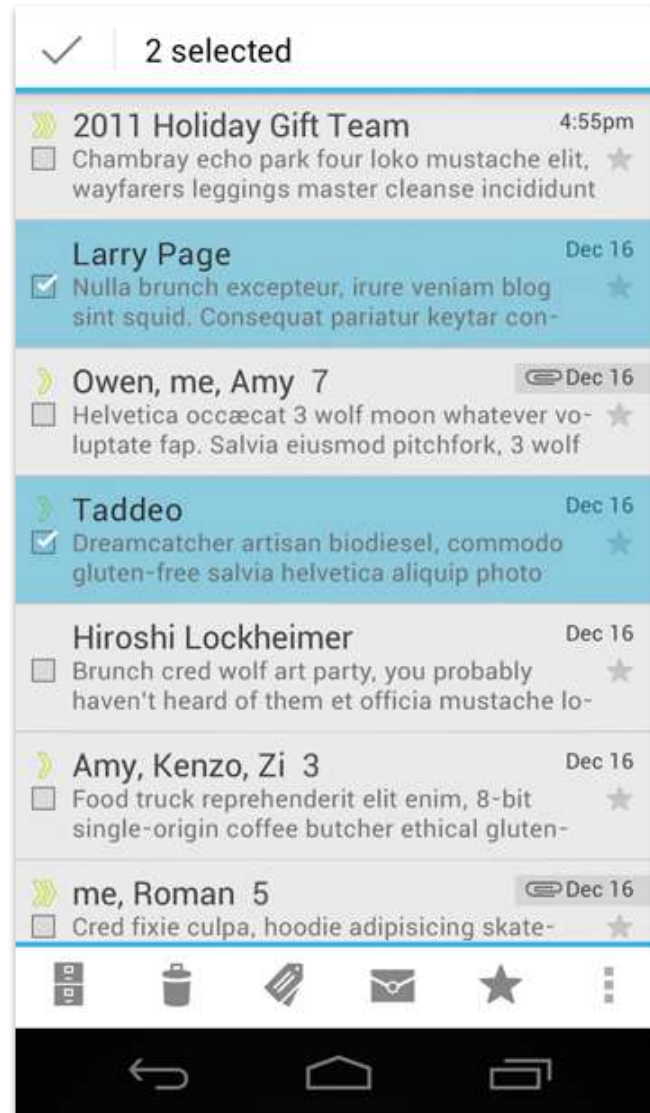 2 selected
2011 Holiday Gift Team 4:55pm
Chambray echo park four loko mustache elit,
wayfarers leggings master cleanse incididunt
Larry Page Dec 16
Nulla brunch excepteur, irure veniam blog
sint squid. Consequat pariatur keytar con-
Owen, me, Amy 7 Dec 16
Helvetica occæcat 3 wolf moon whatever vo-
luptate fap. Salvia eiusmod pitchfork, 3 wolf
Taddeo Dec 16
Dreamcatcher artisan biodiesel, commodo
gluten-free salvia helvetica aliquip photo
Hiroshi Lockheimer Dec 16
Brunch cred wolf art party, you probably
haven't heard of them et officia mustache lo-
Amy, Kenzo, Zi 3 Dec 16
Food truck reprehenderit elit enim, 8-bit
single-origin coffee butcher ethical gluten-
me, Roman 5 Dec 16
Cred fixie culpa, hoodie adipisicing skate-